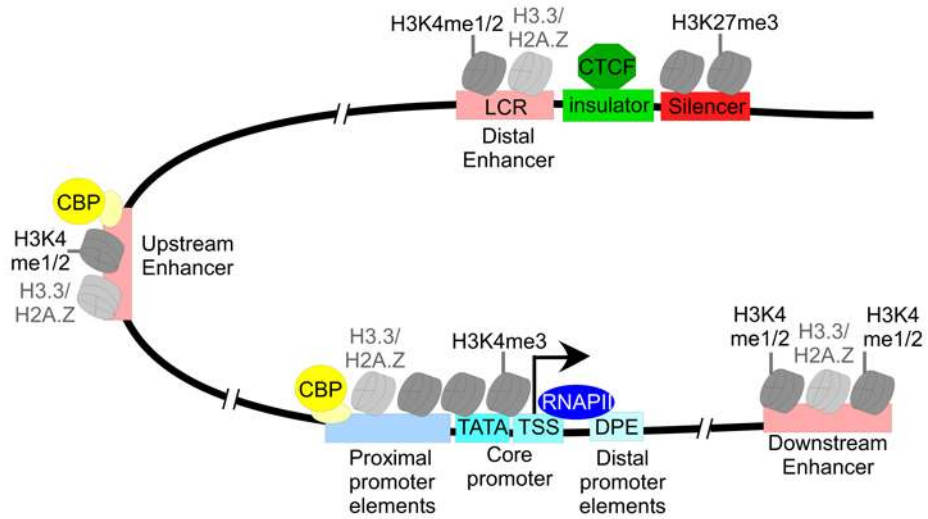 H3K4me1/2
H3.3/
H2A.Z
H3K27me3
CTCF
LCR
insulator
Silencer
Distal
Enhancer
CBP
H3K4
me1/2
H3.3/
H2A.Z
Upstream
Enhancer
H3.3/
H2A.Z
H3K4me3
CBP
RNAPII
TATA
TSS
DPE
Proximal
promoter
elements
Core
promoter
Distal
promoter
elements
H3K4
me1/2
H3.3/
H2A.Z
H3K4
me1/2
Downstream
Enhancer